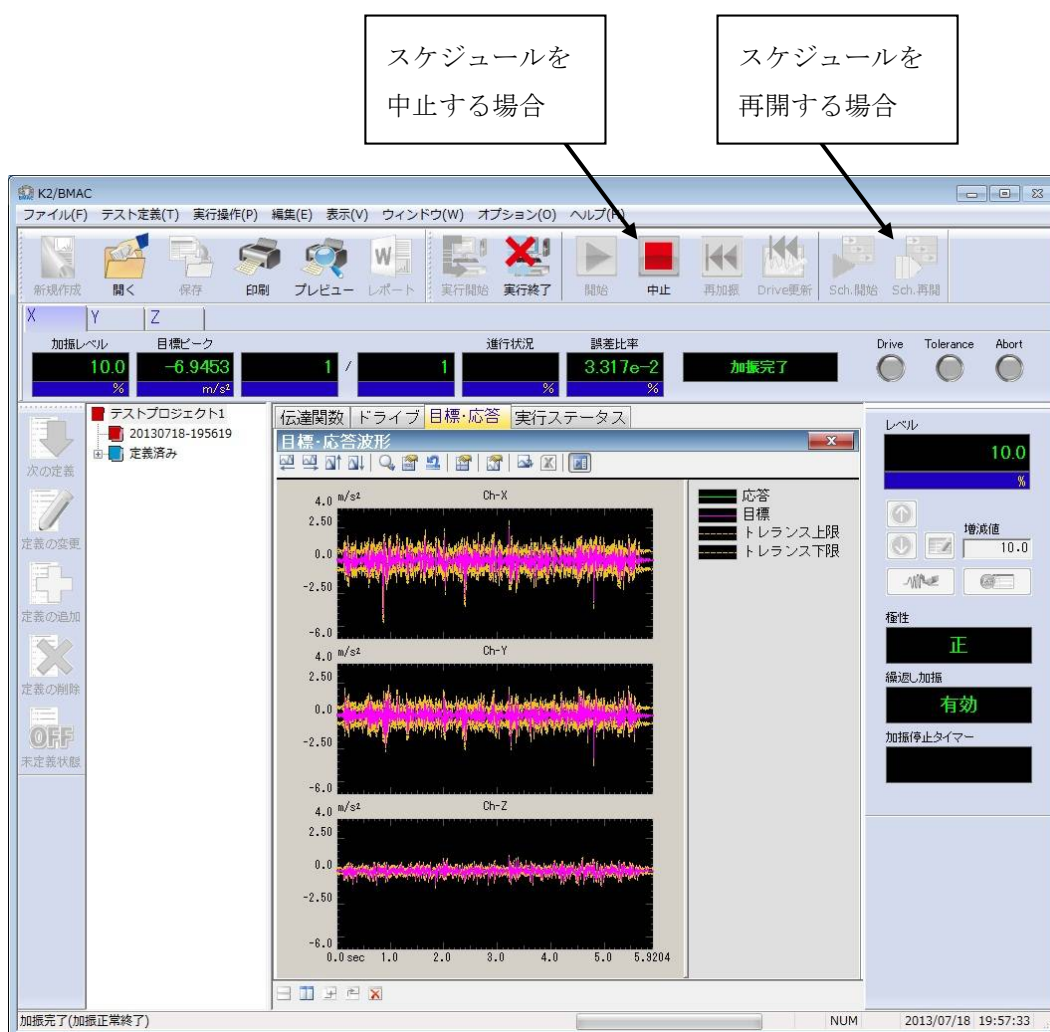 スケジュールを
中止する場合
スケジュールを
再開する場合
K2/BMAC
ファイル(F) テスト定義(T) 実行操作(P) 編集(E) 表示(V) ウィンドウ(W) オプション(O) ヘルプ(H)
新規作成 開く 保存 印刷 プレビュー レポート 実行開始 実行終了 開始 中止 再加振 Drive更新 Sch.開始 Sch.再開
X Y Z
加振レベル 目標ピーク 進行状況 誤差比率 Drive Tolerance Abort
10.0 -6.9453 1 / 1 3.317e-2 加振完了
% m/s² % %
次の定義
定義の変更
定義の追加
定義の削除
OFF
未定義状態
テストプロジェクト1
20130718-195619
定義済み
伝達関数 ドライブ 目標・応答 実行ステータス
目標・応答波形
4.0 m/s² Ch-X
2.50
0.0
-2.50
-6.0
4.0 m/s² Ch-Y
2.50
0.0
-2.50
-6.0
4.0 m/s² Ch-Z
2.50
0.0
-2.50
-6.0
0.0 sec 1.0 2.0 3.0 4.0 5.0 5.9204
応答
目標
トレランス上限
トレランス下限
レベル
10.0
%
増減値
10.0
極性
正
繰返し加振
有効
加振停止タイマー
加振完了(加振正常終了) NUM 2013/07/18 19:57:33